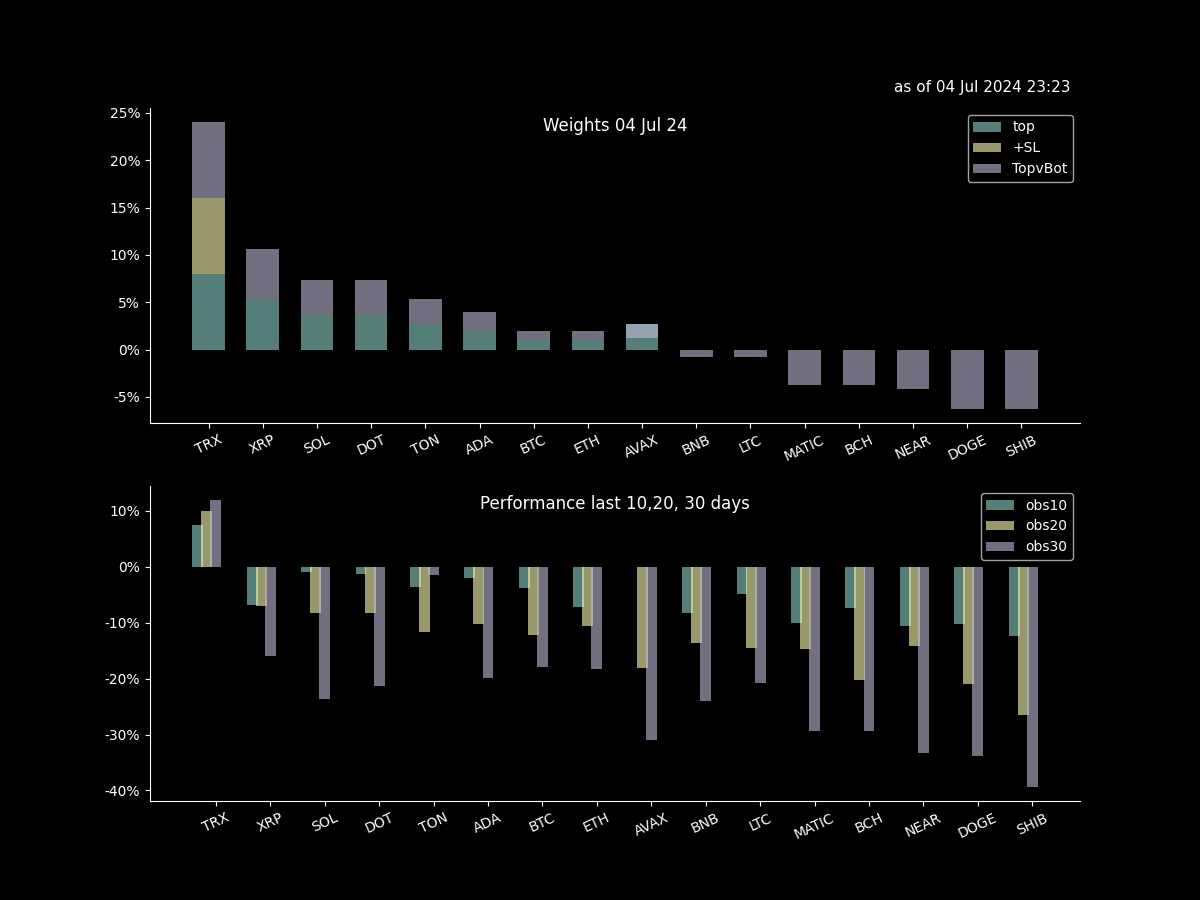 as of 04 Jul 2024 23:23
Weights 04 Jul 24
top
+SL
TopvBot
25%
20%
15%
10%
5%
0%
-5%
TRX XRP SOL DOT TON ADA BTC ETH AVAX BNB LTC MATIC BCH NEAR DOGE SHIB
Performance last 10,20, 30 days
obs10
obs20
obs30
10%
0%
-10%
-20%
-30%
-40%
TRX XRP SOL DOT TON ADA BTC ETH AVAX BNB LTC MATIC BCH NEAR DOGE SHIB